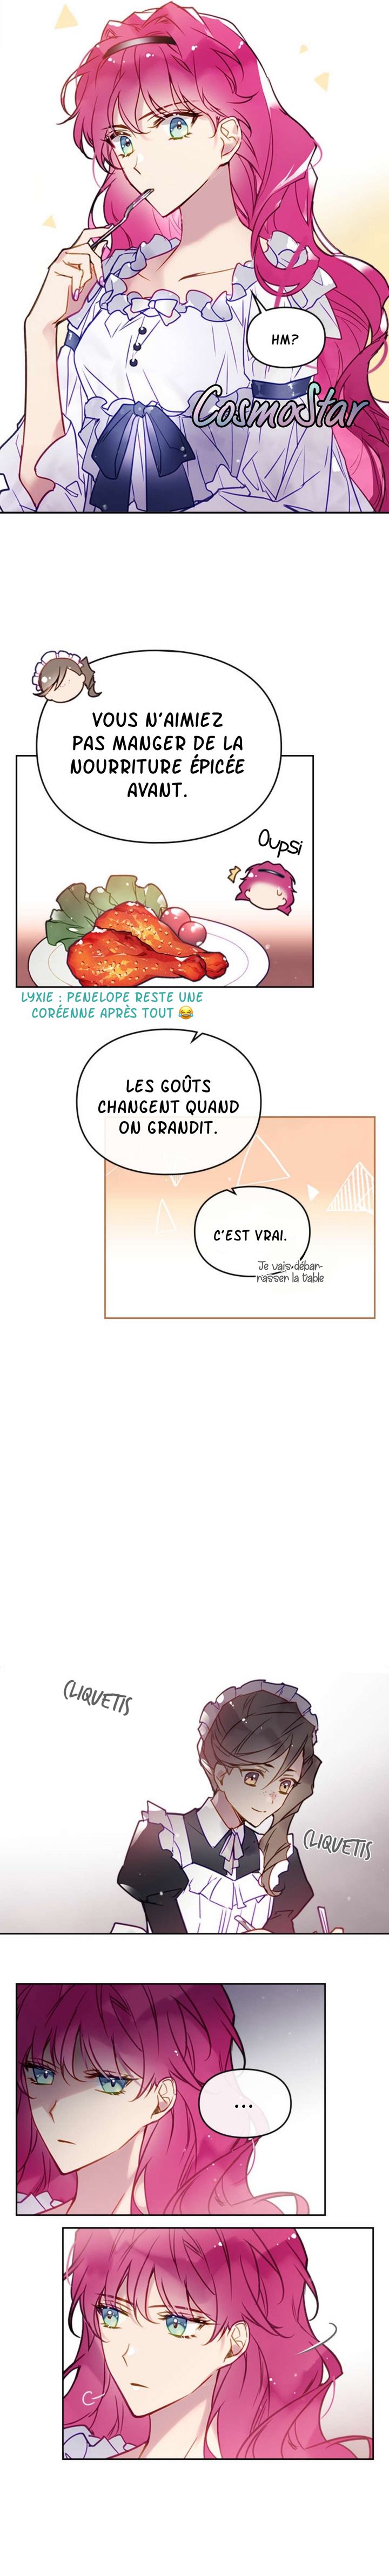 HM?
CosmoStar
VOUS N'AIMIEZ
PAS MANGER DE LA
NOURRITURE ÉPICÉE
AVANT.
Oupsi
LYXIE : PENELOPE RESTE UNE
CORÉENNE APRÈS TOUT 😂
LES GOÛTS
CHANGENT QUAND
ON GRANDIT.
C'EST VRAI.
Je vais débar-
rasser la table
CLIQUETIS
CLIQUETIS
...